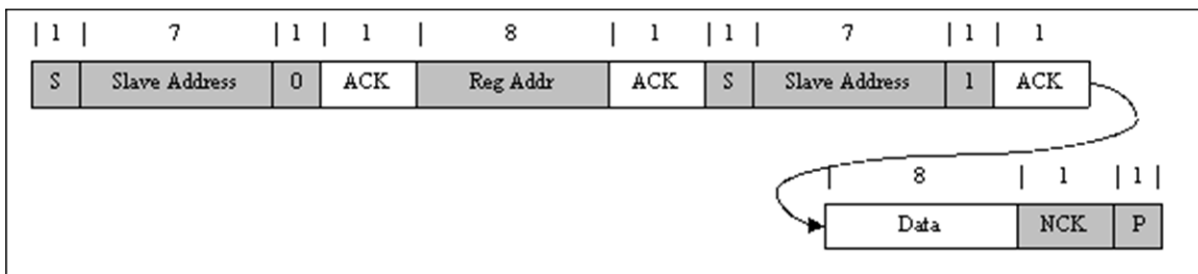 | 1 | 7 | 1 | 1 | 8 | 1 | 1 | 7 | 1 | 1
S Slave Address 0 ACK Reg Addr ACK S Slave Address 1 ACK
| 8 | 1 | 1 |
Data NCK P